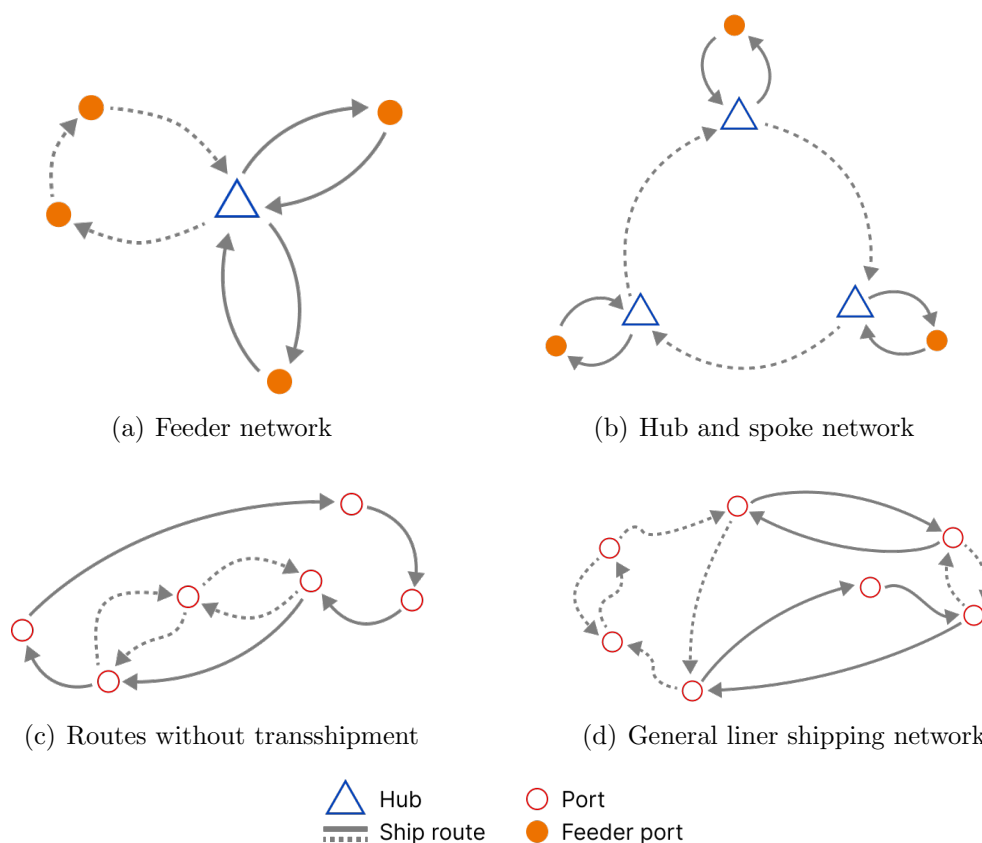 (a) Feeder network
(b) Hub and spoke network
(c) Routes without transshipment
(d) General liner shipping network
Hub
Port
Ship route
Feeder port